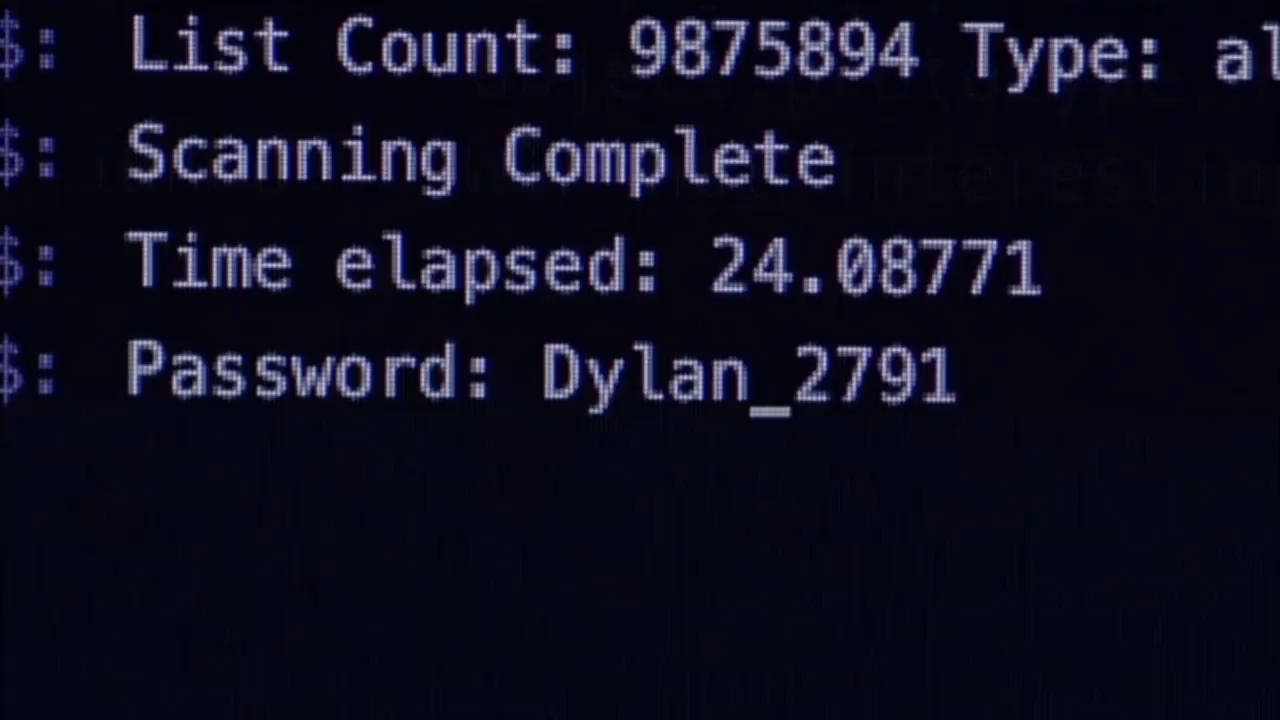 $: List Count: 9875894 Type: al
$: Scanning Complete
$: Time elapsed: 24.08771
$: Password: Dylan_2791